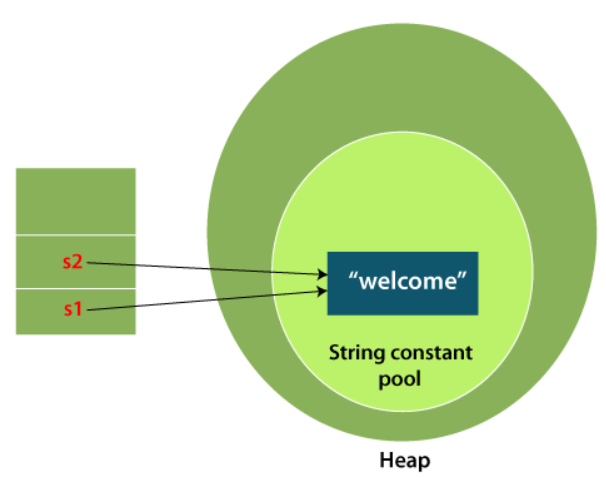 s2
s1
“welcome”
String constant
pool
Heap